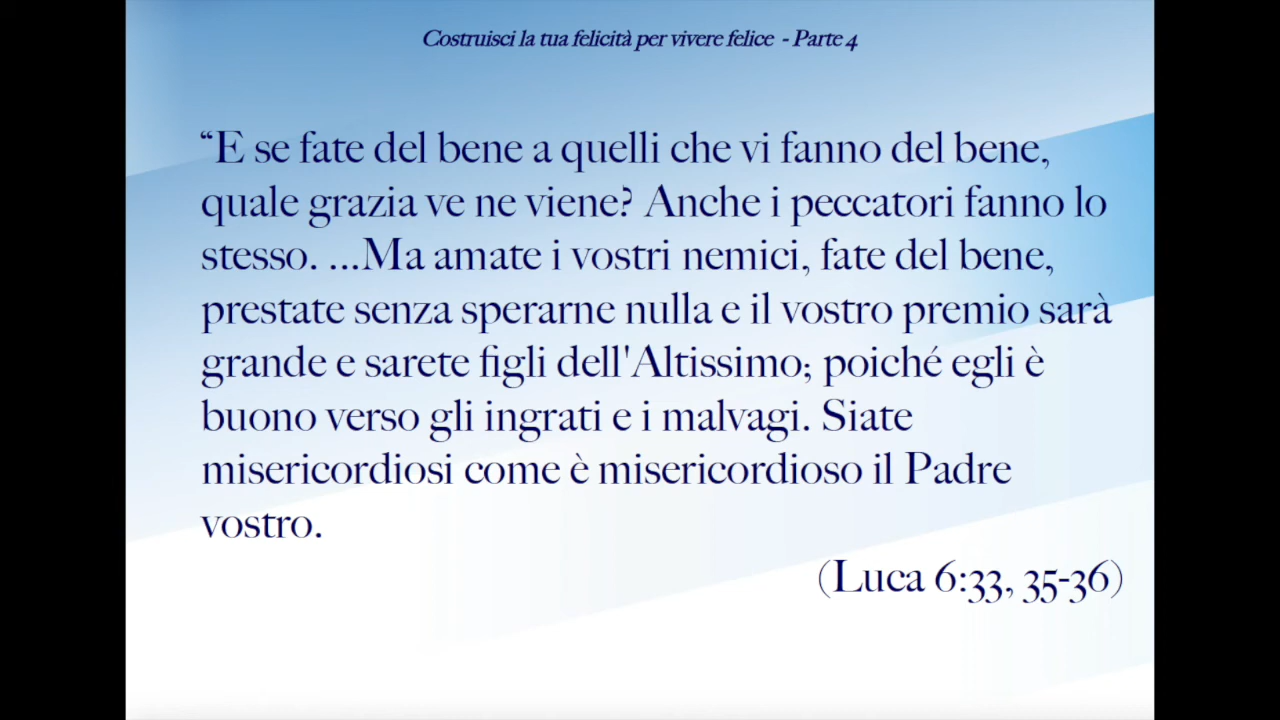 Costruisci la tua felicità per vivere felice - Parte 4
“E se fate del bene a quelli che vi fanno del bene,
quale grazia ve ne viene? Anche i peccatori fanno lo
stesso. ...Ma amate i vostri nemici, fate del bene,
prestate senza sperarne nulla e il vostro premio sarà
grande e sarete figli dell'Altissimo; poiché egli è
buono verso gli ingrati e i malvagi. Siate
misericordiosi come è misericordioso il Padre
vostro.
(Luca 6:33, 35-36)